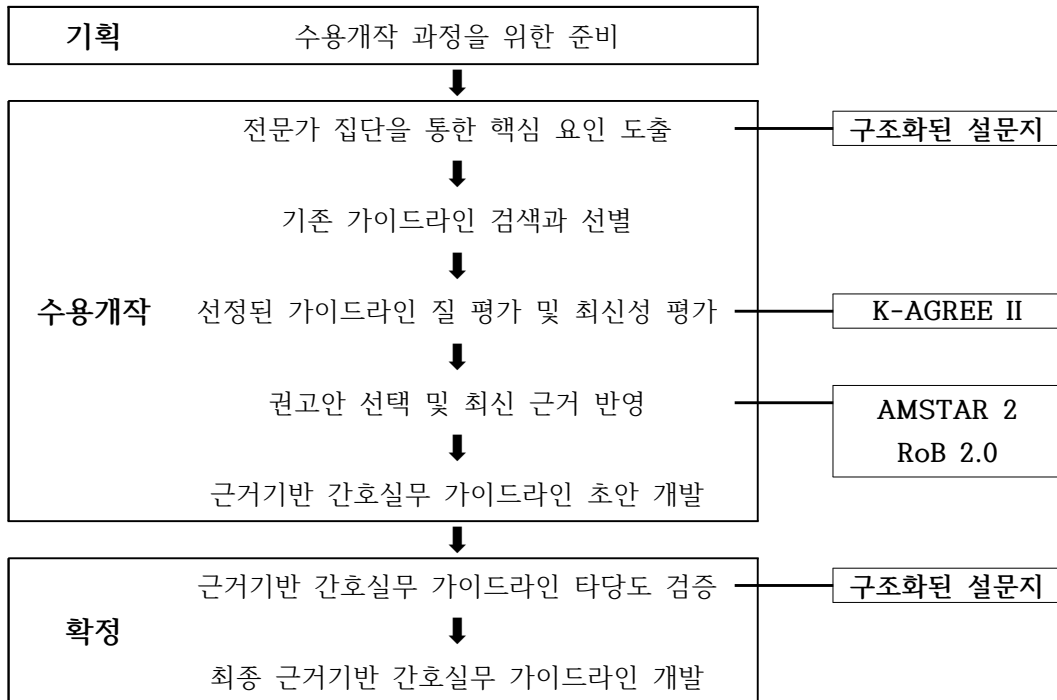 기획 수용개작 과정을 위한 준비
전문가 집단을 통한 핵심 요인 도출 구조화된 설문지
기존 가이드라인 검색과 선별
수용개작 선정된 가이드라인 질 평가 및 최신성 평가 K-AGREE II
권고안 선택 및 최신 근거 반영
AMSTAR 2
RoB 2.0
근거기반 간호실무 가이드라인 초안 개발
근거기반 간호실무 가이드라인 타당도 검증 구조화된 설문지
확정
최종 근거기반 간호실무 가이드라인 개발